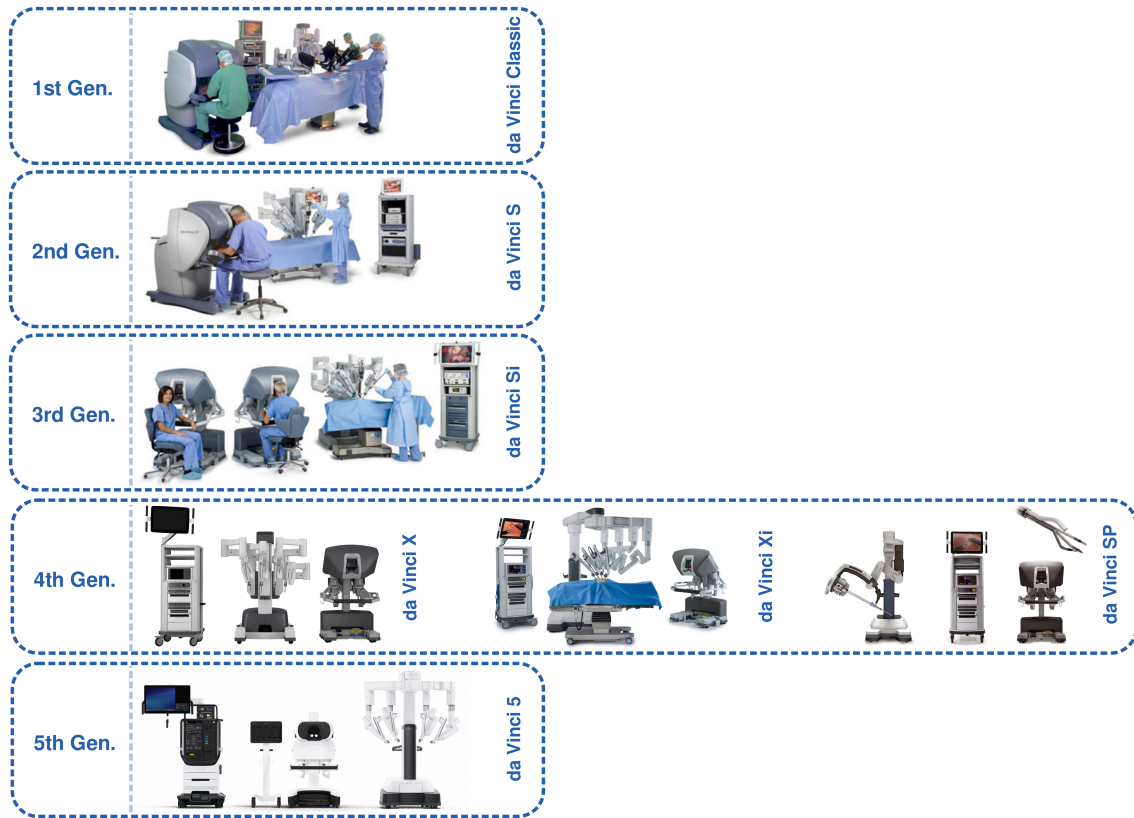 1st Gen.
da Vinci Classic
2nd Gen.
da Vinci S
3rd Gen.
da Vinci Si
4th Gen.
da Vinci X
da Vinci Xi
da Vinci SP
5th Gen.
da Vinci 5